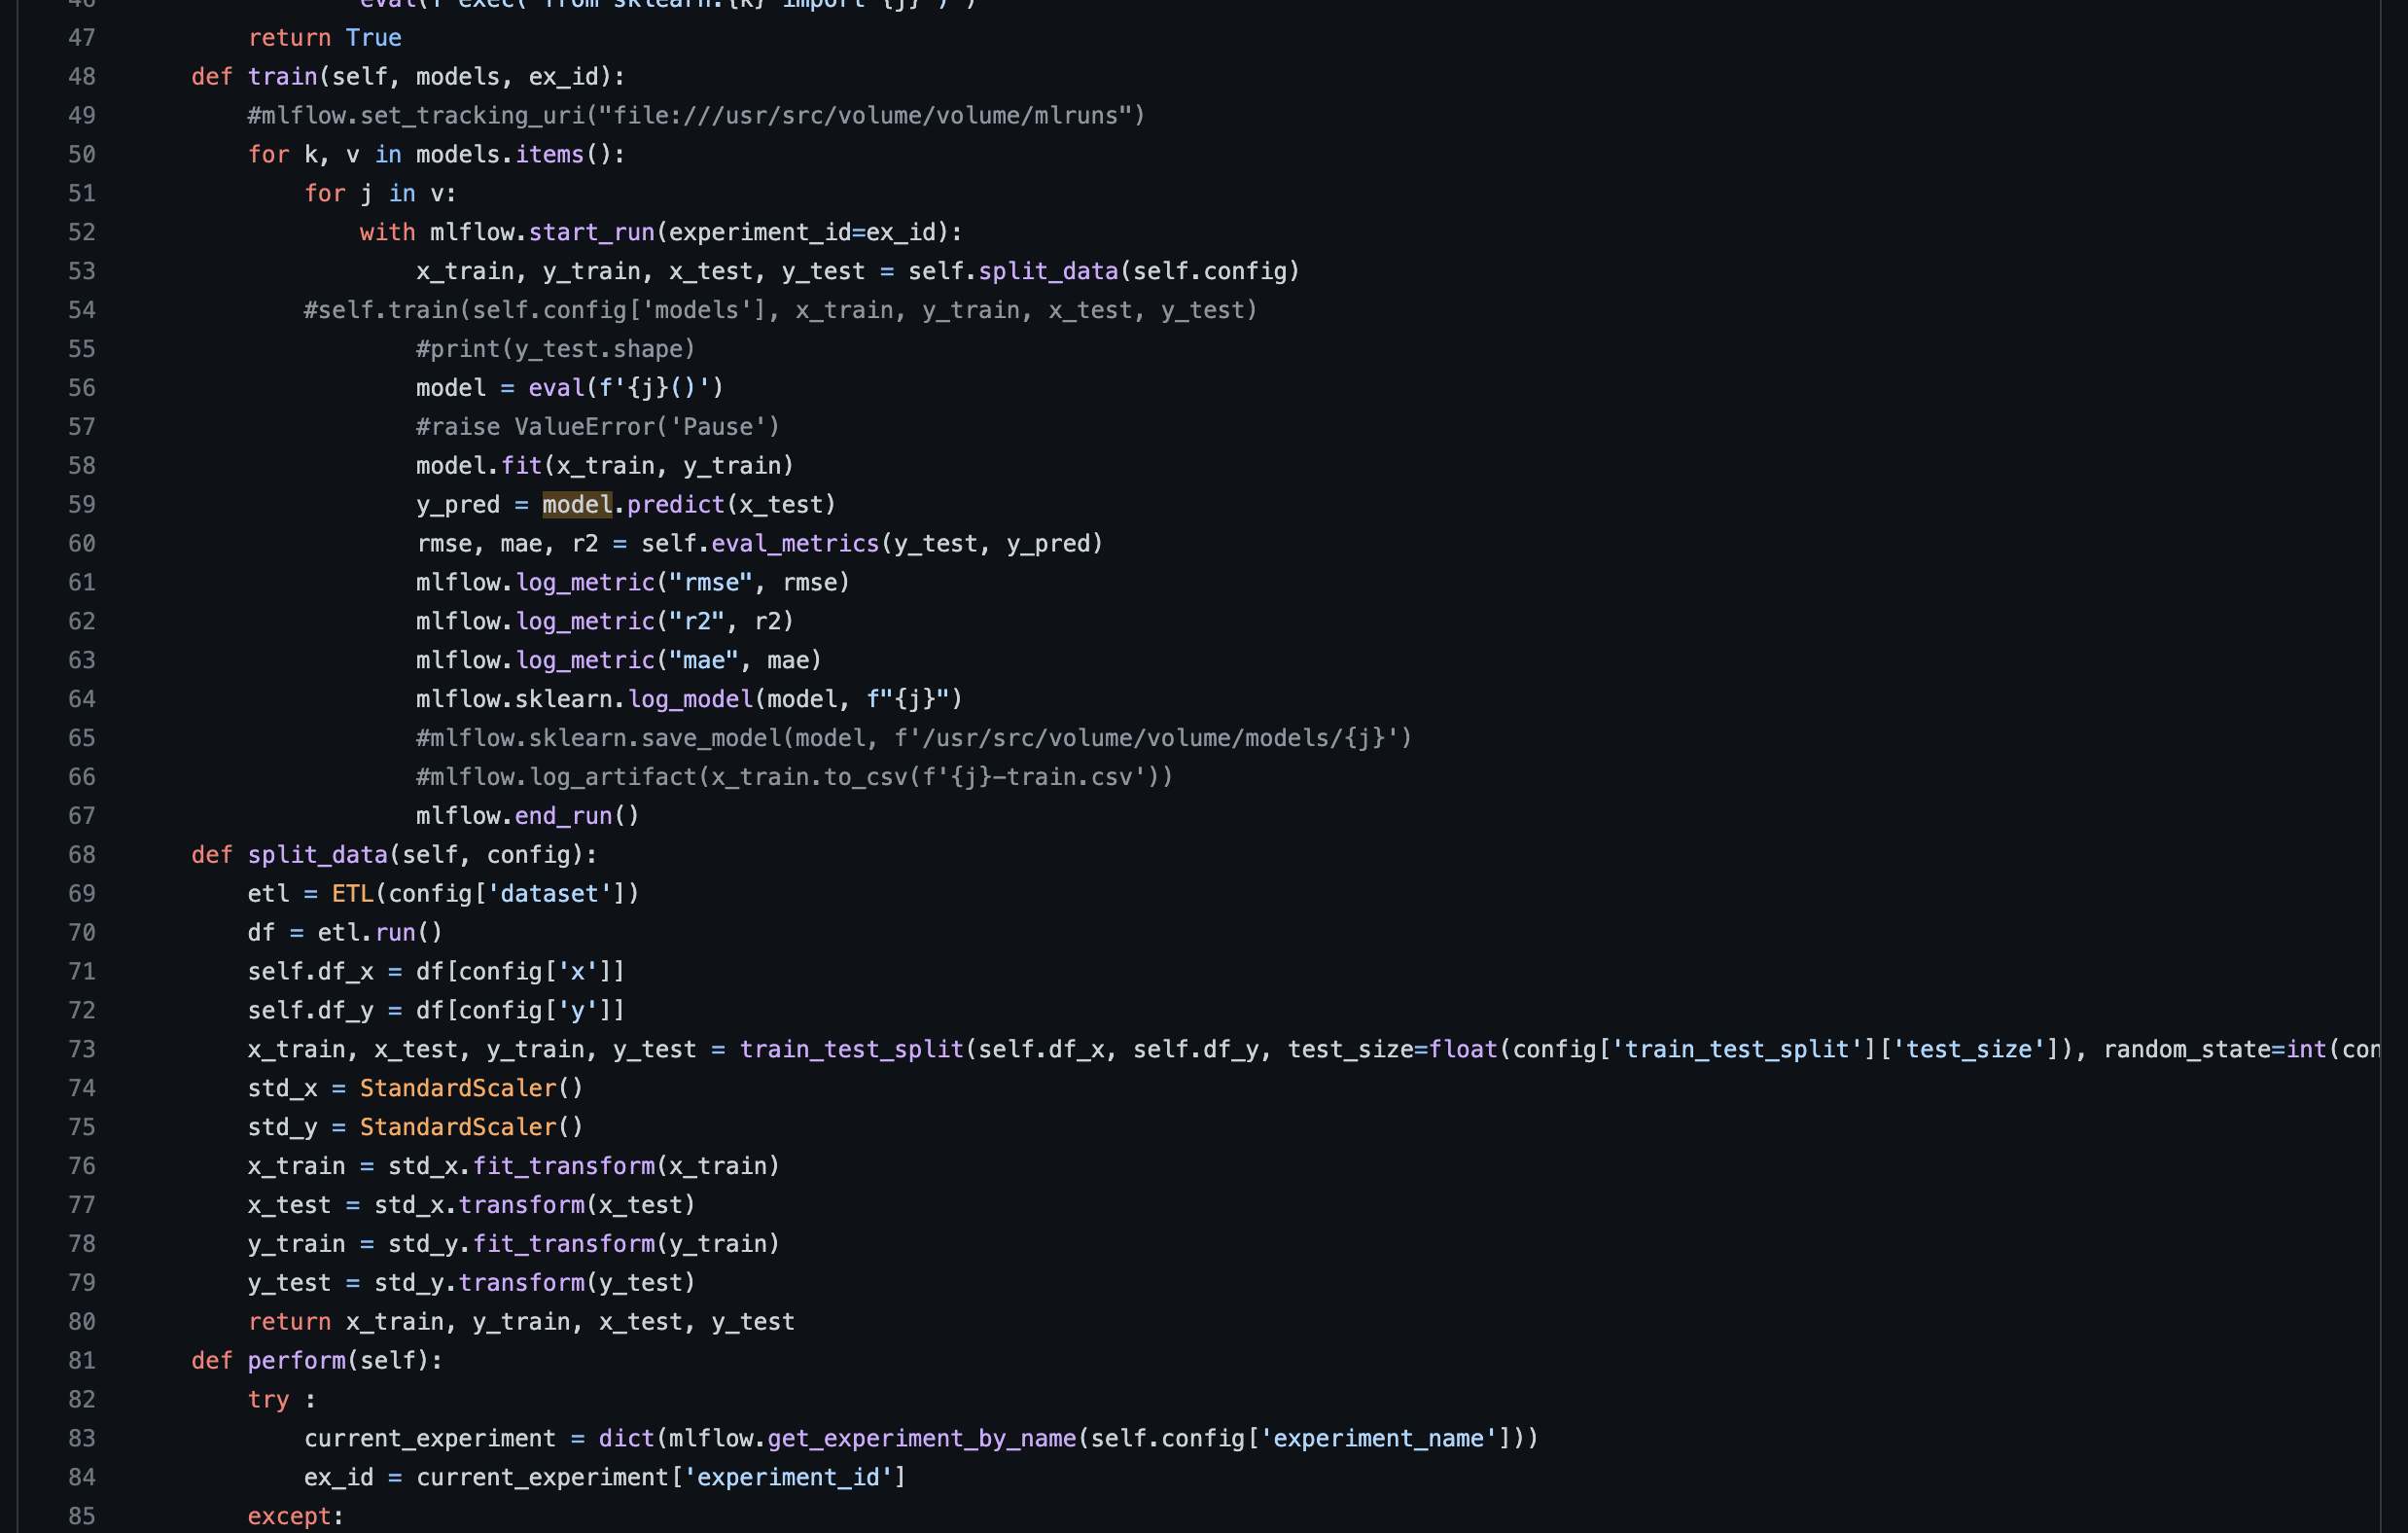 46 eval(f'exec("from sklearn.{k} import {j}")')
47 return True
48 def train(self, models, ex_id):
49 #mlflow.set_tracking_uri("file:///usr/src/volume/volume/mlruns")
50 for k, v in models.items():
51 for j in v:
52 with mlflow.start_run(experiment_id=ex_id):
53 x_train, y_train, x_test, y_test = self.split_data(self.config)
54 #self.train(self.config['models'], x_train, y_train, x_test, y_test)
55 #print(y_test.shape)
56 model = eval(f'{j}()')
57 #raise ValueError('Pause')
58 model.fit(x_train, y_train)
59 y_pred = model.predict(x_test)
60 rmse, mae, r2 = self.eval_metrics(y_test, y_pred)
61 mlflow.log_metric("rmse", rmse)
62 mlflow.log_metric("r2", r2)
63 mlflow.log_metric("mae", mae)
64 mlflow.sklearn.log_model(model, f"{j}")
65 #mlflow.sklearn.save_model(model, f'/usr/src/volume/volume/models/{j}')
66 #mlflow.log_artifact(x_train.to_csv(f'{j}-train.csv'))
67 mlflow.end_run()
68 def split_data(self, config):
69 etl = ETL(config['dataset'])
70 df = etl.run()
71 self.df_x = df[config['x']]
72 self.df_y = df[config['y']]
73 x_train, x_test, y_train, y_test = train_test_split(self.df_x, self.df_y, test_size=float(config['train_test_split']['test_size']), random_state=int(con
74 std_x = StandardScaler()
75 std_y = StandardScaler()
76 x_train = std_x.fit_transform(x_train)
77 x_test = std_x.transform(x_test)
78 y_train = std_y.fit_transform(y_train)
79 y_test = std_y.transform(y_test)
80 return x_train, y_train, x_test, y_test
81 def perform(self):
82 try :
83 current_experiment = dict(mlflow.get_experiment_by_name(self.config['experiment_name']))
84 ex_id = current_experiment['experiment_id']
85 except: